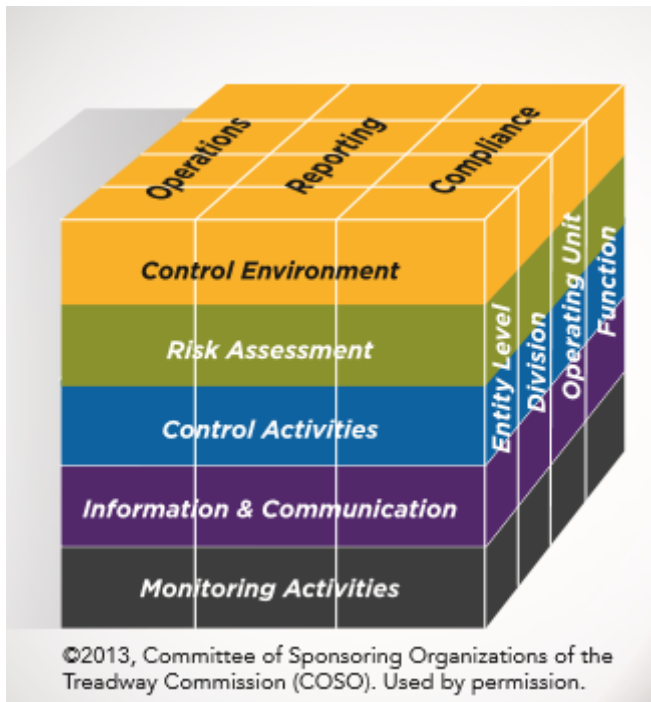 Operations
Reporting
Compliance
Control Environment
Risk Assessment
Control Activities
Information & Communication
Monitoring Activities
Entity Level
Division
Operating Unit
Function
©2013, Committee of Sponsoring Organizations of the
Treadway Commission (COSO). Used by permission.